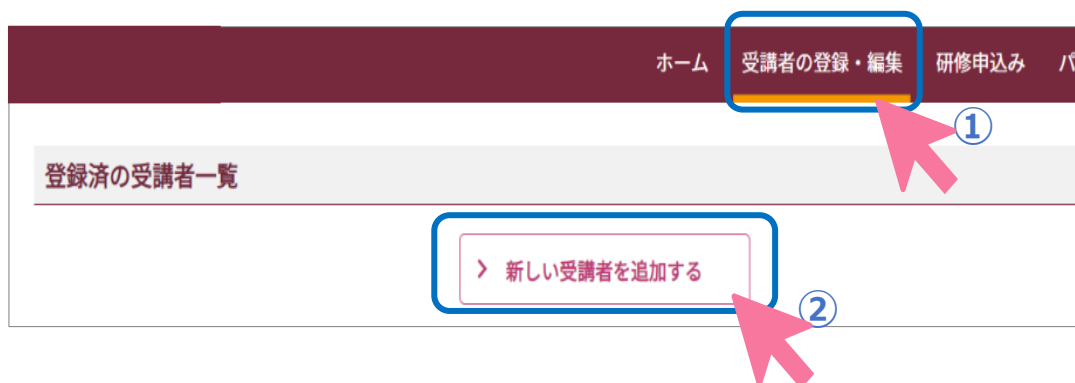 ホーム 受講者の登録・編集 研修申込み パ
①
登録済の受講者一覧
> 新しい受講者を追加する
②